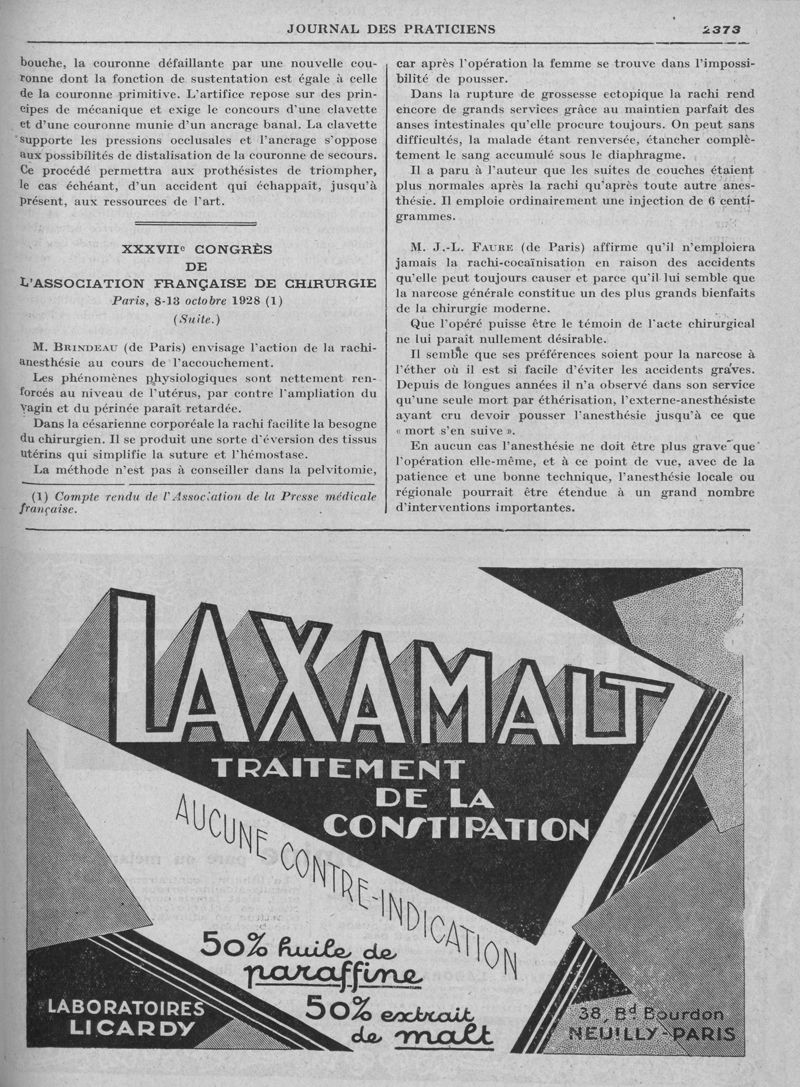 JOURNAL DES PRATICIENS 2373
bouche, la couronne défaillante par une nouvelle cou-
ronne dont la fonction de sustentation est égale à celle
de la couronne primitive. L'artifice repose sur des prin-
cipes de mécanique et exige le concours d'une clavette
et d'une couronne munie d'un ancrage banal. La clavette
supporte les pressions occlusales et l'ancrage s'oppose
aux possibilités de distalisation de la couronne de secours.
Ce procédé permettra aux prothésistes de triompher,
le cas échéant, d'un accident qui échappait, jusqu'à
présent, aux ressources de l'art.
XXXVIIe CONGRÈS
DE
L'ASSOCIATION FRANÇAISE DE CHIRURGIE
Paris, 8-13 octobre 1928 (1)
(Suite.)
M. BRINDEAU (de Paris) envisage l'action de la rachi-
anesthésie au cours de l'accouchement.
Les phénomènes physiologiques sont nettement ren-
forcés au niveau de l'utérus, par contre l'ampliation du
vagin et du périnée paraît retardée.
Dans la césarienne corporéale la rachi facilite la besogne
du chirurgien. Il se produit une sorte d'éversion des tissus
utérins qui simplifie la suture et l'hémostase.
La méthode n'est pas à conseiller dans la pelvitomie,
(1) Compte rendu de l'Association de la Presse médicale
française.
car après l'opération la femme se trouve dans l'impossi-
bilité de pousser.
Dans la rupture de grossesse ectopique la rachi rend
encore de grands services grâce au maintien parfait des
anses intestinales qu'elle procure toujours. On peut sans
difficultés, la malade étant renversée, étancher complè-
tement le sang accumulé sous le diaphragme.
Il a paru à l'auteur que les suites de couches étaient
plus normales après la rachi qu'après toute autre anes-
thésie. Il emploie ordinairement une injection de 6 centi-
grammes.
M. J.-L. FAURE (de Paris) affirme qu'il n'emploiera
jamais la rachi-cocaïnisation en raison des accidents
qu'elle peut toujours causer et parce qu'il lui semble que
la narcose générale constitue un des plus grands bienfaits
de la chirurgie moderne.
Que l'opéré puisse être le témoin de l'acte chirurgical
ne lui parait nullement désirable.
Il semble que ses préférences soient pour la narcose à
l'éther où il est si facile d'éviter les accidents graves.
Depuis de longues années il n'a observé dans son service
qu'une seule mort par éthérisation, l'externe-anesthésiste
ayant cru devoir pousser l'anesthésie jusqu'à ce que
« mort s'en suive ».
En aucun cas l'anesthésie ne doit être plus grave que
l'opération elle-même, et à ce point de vue, avec de la
patience et une bonne technique, l'anesthésie locale ou
régionale pourrait être étendue à un grand nombre
d'interventions importantes.
LAXAMALT
TRAITEMENT
DE LA
CONSTIPATION
AUCUNE CONTRE-INDICATION
50% huile de
paraffine
50% extrait
de malt
LABORATOIRES
LICARDY
38, Bd Bourdon
NEUILLY-PARIS